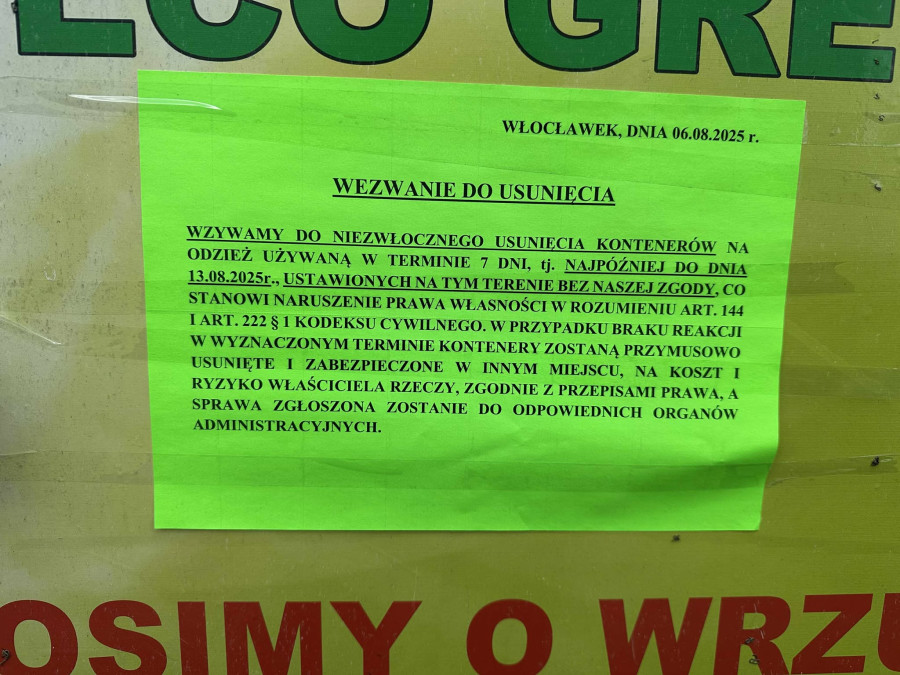 ECO GRE
WŁOCŁAWEK, DNIA 06.08.2025 r.
WEZWANIE DO USUNIĘCIA
WZYWAMY DO NIEZWŁOCZNEGO USUNIĘCIA KONTENERÓW NA
ODZIEŻ UŻYWANĄ W TERMINIE 7 DNI, tj. NAJPÓŹNIEJ DO DNIA
13.08.2025r., USTAWIONYCH NA TYM TERENIE BEZ NASZEJ ZGODY, CO
STANOWI NARUSZENIE PRAWA WŁASNOŚCI W ROZUMIENIU ART. 144
I ART. 222 § 1 KODEKSU CYWILNEGO. W PRZYPADKU BRAKU REAKCJI
W WYZNACZONYM TERMINIE KONTENERY ZOSTANĄ PRZYMUSOWO
USUNIĘTE I ZABEZPIECZONE W INNYM MIEJSCU, NA KOSZT I
RYZYKO WŁAŚCICIELA RZECZY, ZGODNIE Z PRZEPISAMI PRAWA, A
SPRAWA ZGŁOSZONA ZOSTANIE DO ODPOWIEDNICH ORGANÓW
ADMINISTRACYJNYCH.
OSIMY O WRZU